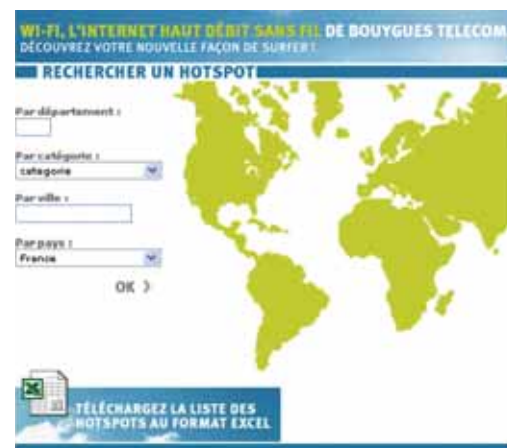 WI-FI, L'INTERNET HAUT DÉBIT SANS FIL DE BOUYGUES TELECOM
DÉCOUVREZ VOTRE NOUVELLE FAÇON DE SURFER !
RECHERCHER UN HOTSPOT
Par département :
Par catégorie :
categorie
Par ville :
Par pays :
France
OK
TÉLÉCHARGEZ LA LISTE DES
HOTSPOTS AU FORMAT EXCEL